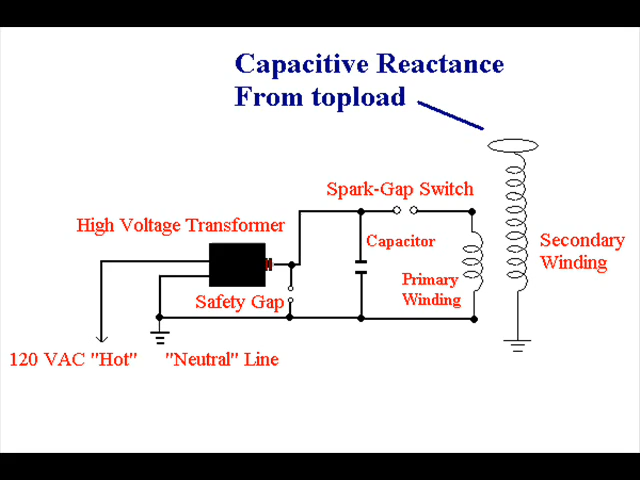 Capacitive Reactance
From topload
Spark-Gap Switch
High Voltage Transformer
Capacitor
Secondary
Winding
Primary
Winding
Safety Gap
120 VAC "Hot"
"Neutral" Line